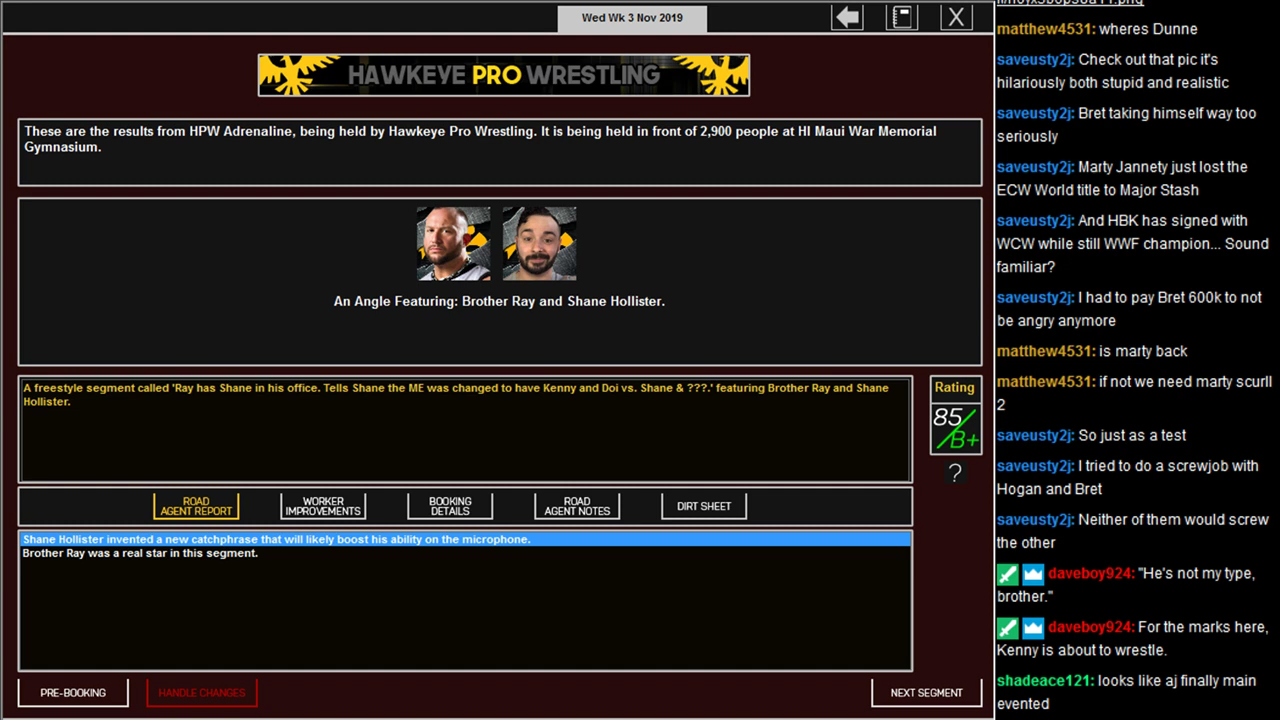 Wed Wk 3 Nov 2019
HAWKEYE PRO WRESTLING
These are the results from HPW Adrenaline, being held by Hawkeye Pro Wrestling. It is being held in front of 2,900 people at HI Maui War Memorial
Gymnasium.
An Angle Featuring: Brother Ray and Shane Hollister.
A freestyle segment called 'Ray has Shane in his office. Tells Shane the ME was changed to have Kenny and Doi vs. Shane & ???.' featuring Brother Ray and Shane
Hollister.
Rating
85/B+
?
ROAD
AGENT REPORT
WORKER
IMPROVEMENTS
BOOKING
DETAILS
ROAD
AGENT NOTES
DIRT SHEET
Shane Hollister invented a new catchphrase that will likely boost his ability on the microphone.
Brother Ray was a real star in this segment.
PRE-BOOKING
HANDLE CHANGES
NEXT SEGMENT
matthew4531: wheres Dunne
saveusty2j: Check out that pic it's
hilariously both stupid and realistic
saveusty2j: Bret taking himself way too
seriously
saveusty2j: Marty Jannety just lost the
ECW World title to Major Stash
saveusty2j: And HBK has signed with
WCW while still WWF champion... Sound
familiar?
saveusty2j: I had to pay Bret 600k to not
be angry anymore
matthew4531: is marty back
matthew4531: if not we need marty scurll
2
saveusty2j: So just as a test
saveusty2j: I tried to do a screwjob with
Hogan and Bret
saveusty2j: Neither of them would screw
the other
daveboy924: "He's not my type,
brother."
daveboy924: For the marks here,
Kenny is about to wrestle.
shadeace121: looks like aj finally main
evented